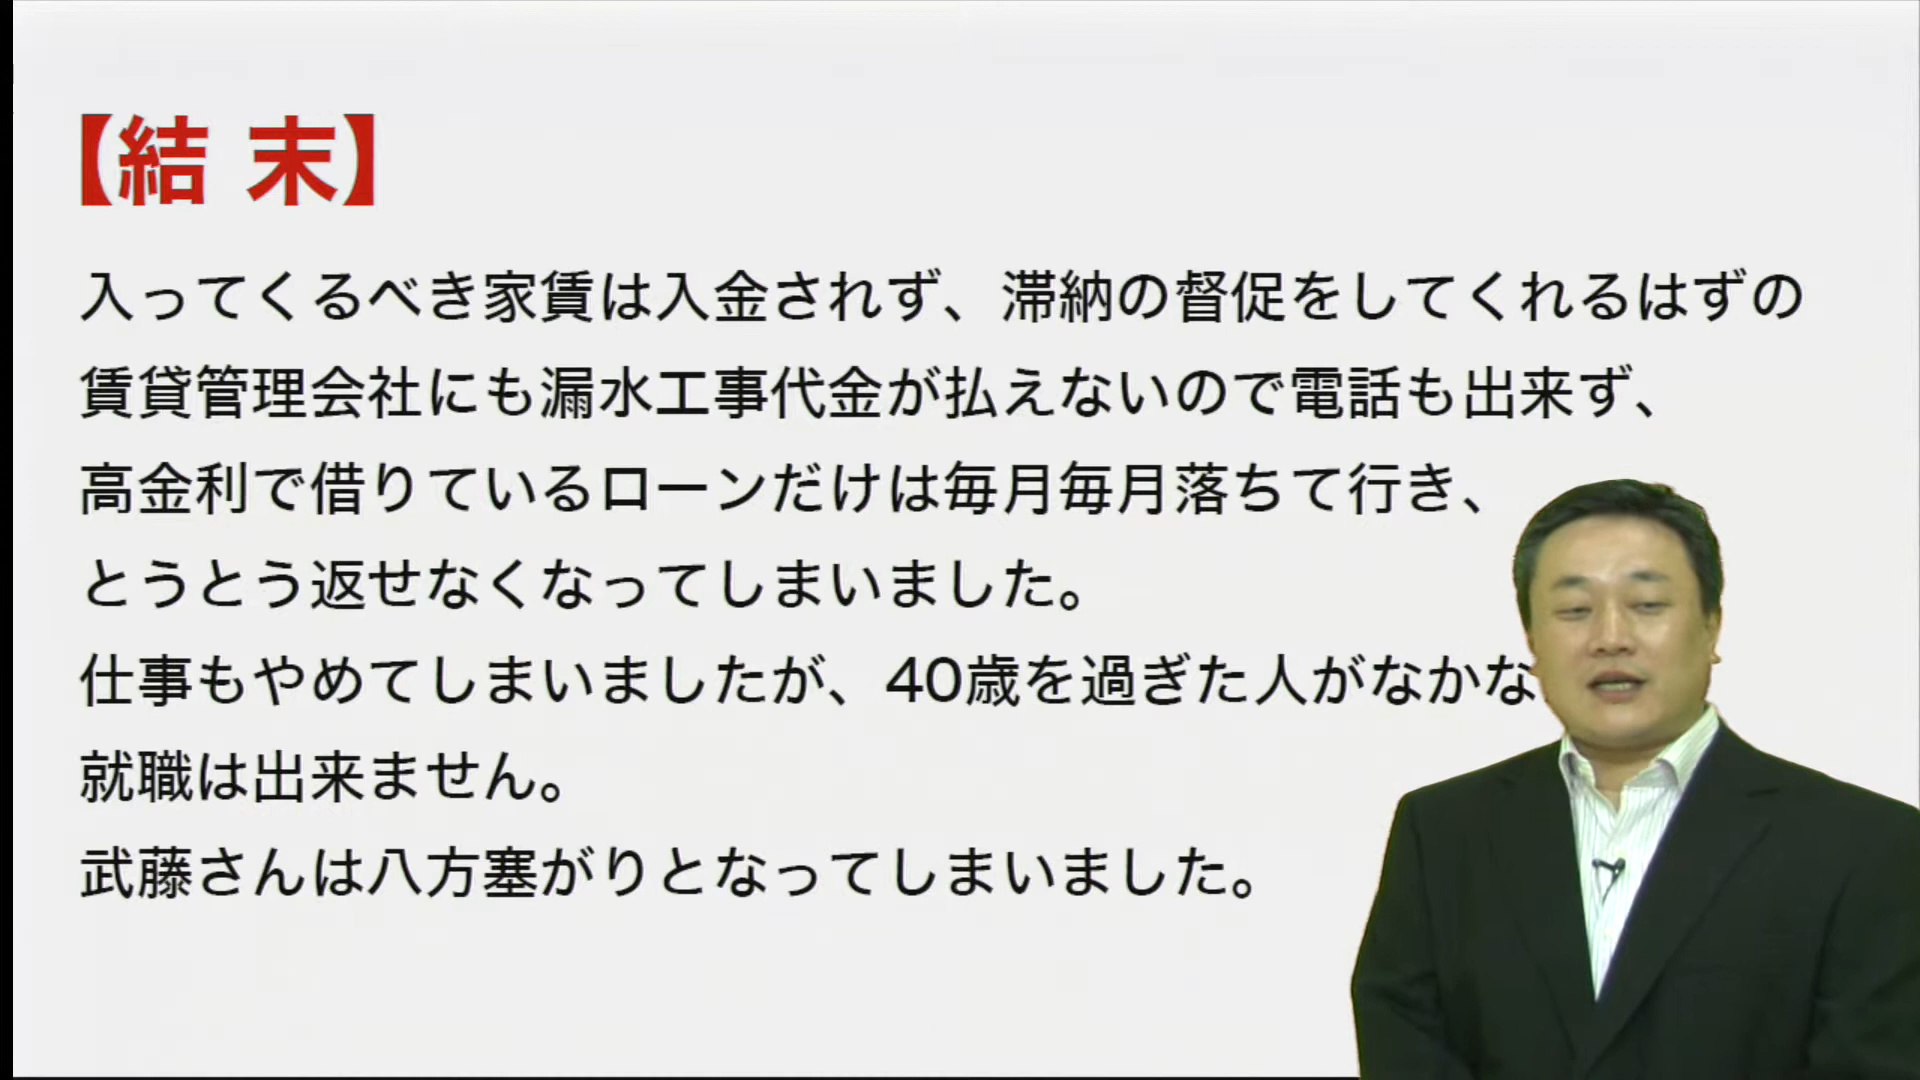 【結 末】
入ってくるべき家賃は入金されず、滞納の督促をしてくれるはずの
賃貸管理会社にも漏水工事代金が払えないので電話も出来ず、
高金利で借りているローンだけは毎月毎月落ちて行き、
とうとう返せなくなってしまいました。
仕事もやめてしまいましたが、40歳を過ぎた人がなかな
就職は出来ません。
武藤さんは八方塞がりとなってしまいました。